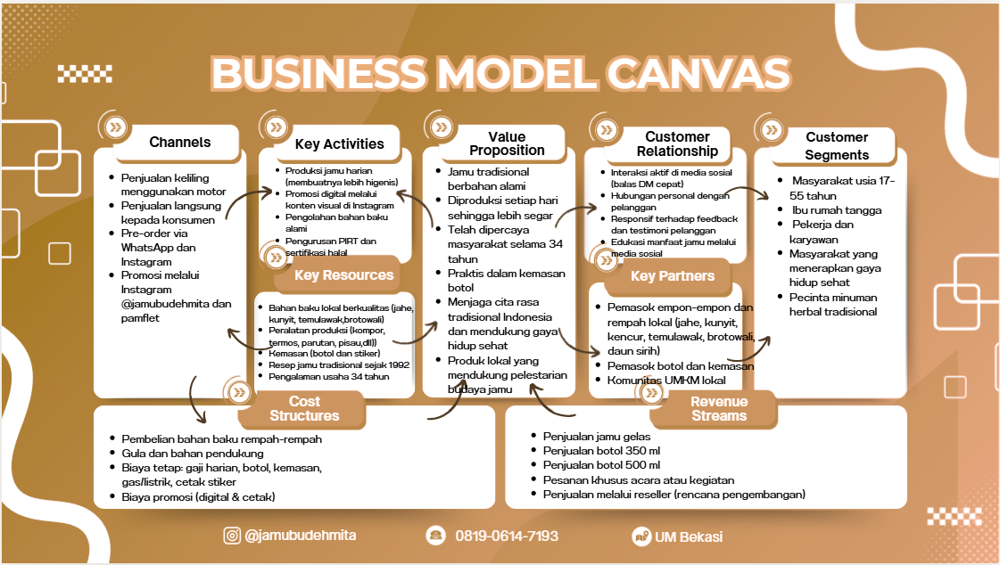 BUSINESS MODEL CANVAS
Channels
Penjualan keliling
menggunakan motor
Penjualan langsung
kepada konsumen
Pre-order via
WhatsApp dan
Instagram
Promosi melalui
Instagram
@jamubudehmita dan
pamflet
Key Activities
Produksi jamu harian
(membuatnya lebih higenis)
Promosi digital melalui
konten visual di Instagram
Pengolahan bahan baku
alami
Pengurusan PIRT dan
sertifikasi halal
Key Resources
Bahan baku lokal berkualitas (jahe,
kunyit, temulawak,brotowali)
Peralatan produksi (kompor,
termos, parutan, pisau,dll))
Kemasan (botol dan stiker)
Resep jamu tradisional sejak 1992
Pengalaman usaha 34 tahun
Value
Proposition
Jamu tradisional
berbahan alami
Diproduksi setiap hari
sehingga lebih segar
Telah dipercaya
masyarakat selama 34
tahun
Praktis dalam kemasan
botol
Menjaga cita rasa
tradisional Indonesia
dan mendukung gaya
hidup sehat
Produk lokal yang
mendukung pelestarian
budaya jamu
Customer
Relationship
Interaksi aktif di media sosial
(balas DM cepat)
Hubungan personal dengan
pelanggan
Responsif terhadap feedback
dan testimoni pelanggan
Edukasi manfaat jamu melalui
media sosial
Key Partners
Pemasok empon-empon dan
rempah lokal (jahe, kunyit,
kencur, temulawak, brotowali,
daun sirih)
Pemasok botol dan kemasan
Komunitas UMKM lokal
Customer
Segments
Masyarakat usia 17–
55 tahun
Ibu rumah tangga
Pekerja dan
karyawan
Masyarakat yang
menerapkan gaya
hidup sehat
Pecinta minuman
herbal tradisional
Cost
Structures
Pembelian bahan baku rempah-rempah
Gula dan bahan pendukung
Biaya tetap: gaji harian, botol, kemasan,
gas/listrik, cetak stiker
Biaya promosi (digital & cetak)
Revenue
Streams
Penjualan jamu gelas
Penjualan botol 350 ml
Penjualan botol 500 ml
Pesanan khusus acara atau kegiatan
Penjualan melalui reseller (rencana pengembangan)
@jamubudehmita
0819-0614-7193
UM Bekasi